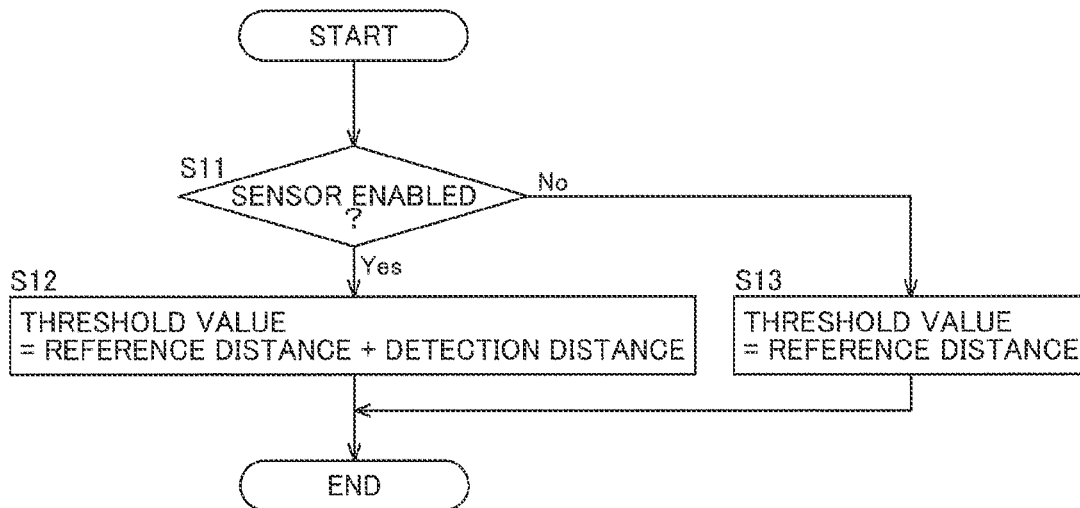 START
S11
SENSOR ENABLED
?
No
Yes
S12
THRESHOLD VALUE
= REFERENCE DISTANCE + DETECTION DISTANCE
S13
THRESHOLD VALUE
= REFERENCE DISTANCE
END